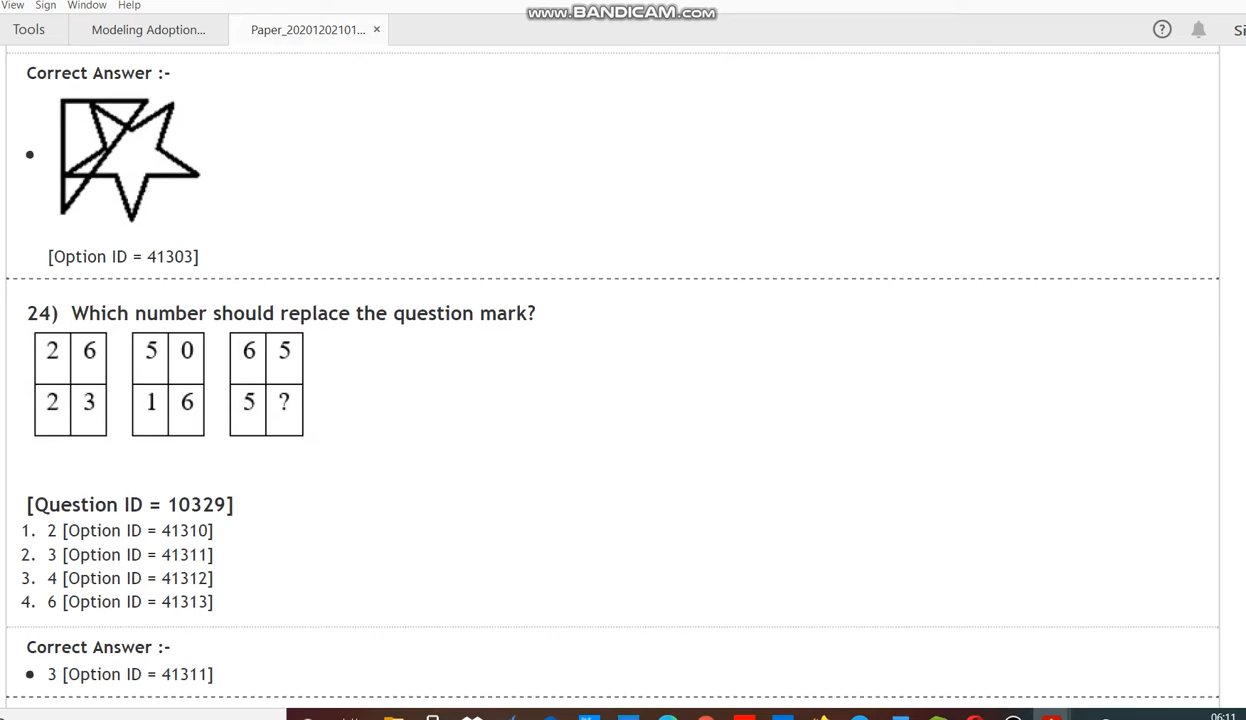 View Sign Window Help
www.BANDICAM.com
Tools Modeling Adoption... Paper_20201202101... × ? Si
Correct Answer :-
[Option ID = 41303]
24) Which number should replace the question mark?
2 6 5 0 6 5
2 3 1 6 5 ?
[Question ID = 10329]
1. 2 [Option ID = 41310]
2. 3 [Option ID = 41311]
3. 4 [Option ID = 41312]
4. 6 [Option ID = 41313]
Correct Answer :-
• 3 [Option ID = 41311]
06:11